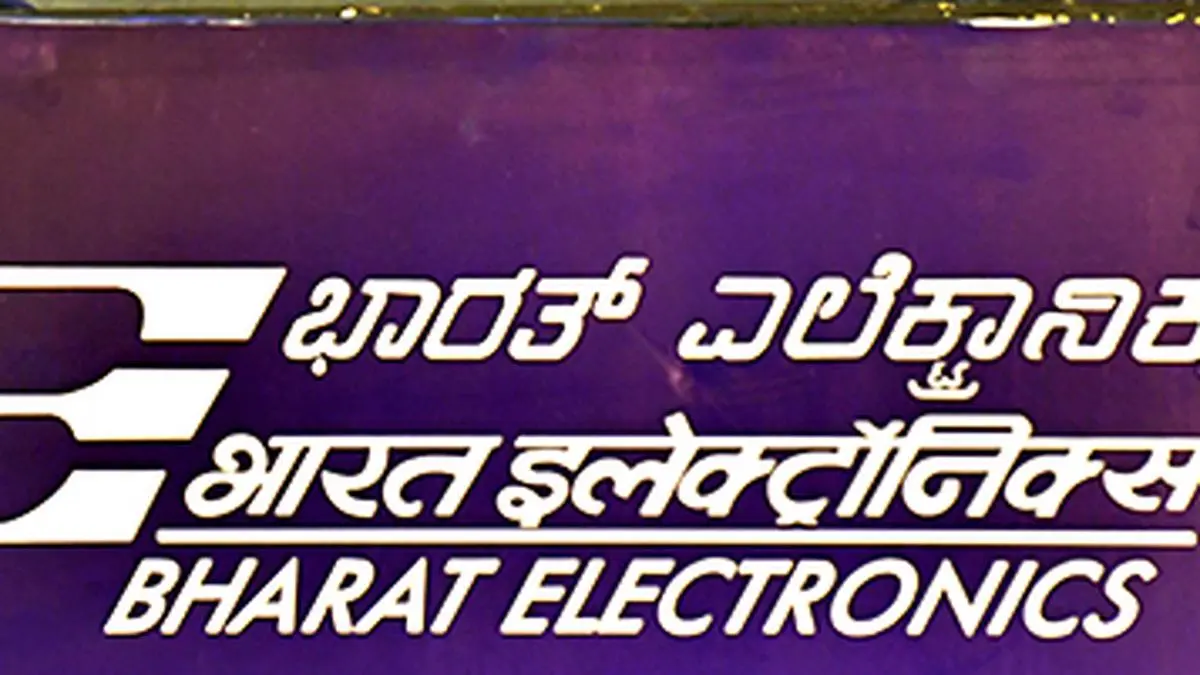 ಭಾರತ್ ಎಲೆಕ್ಟ್ರಾನಿಕ್
भारत इलेक्ट्रॉनिक्स
BHARAT ELECTRONICS